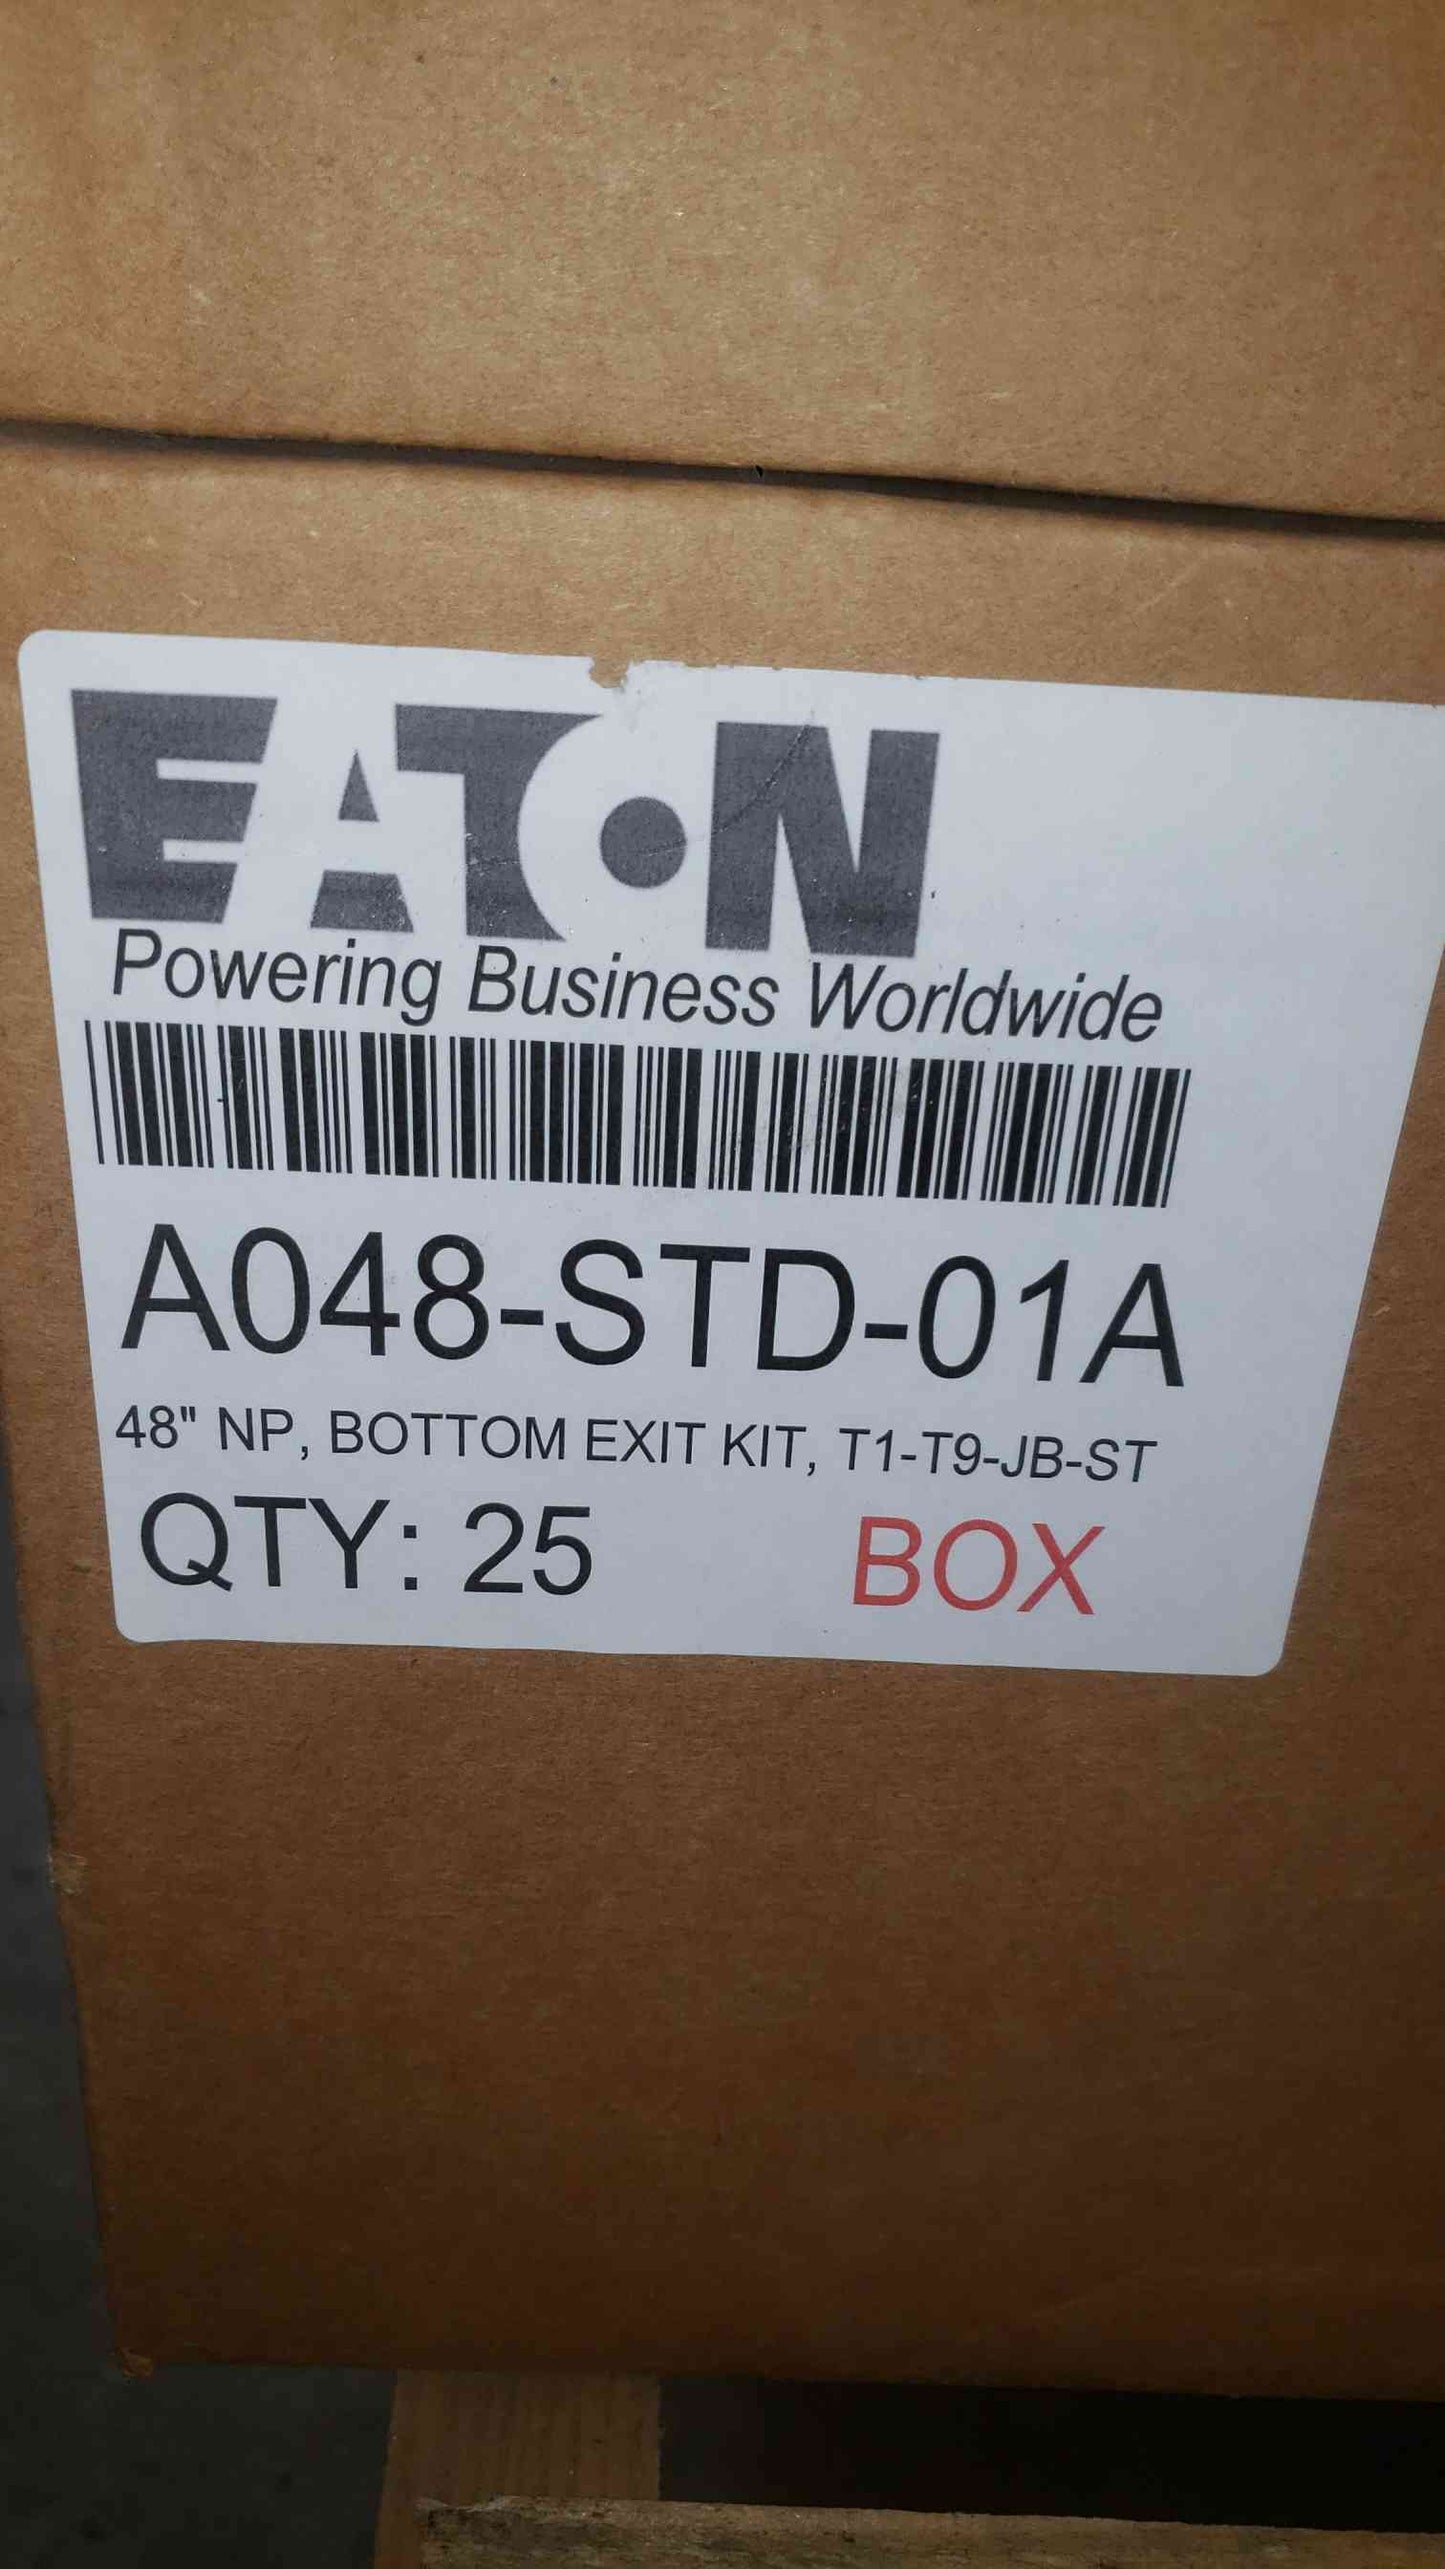 EATON
Powering Business Worldwide
A048-STD-01A
48" NP, BOTTOM EXIT KIT, T1-T9-JB-ST
QTY: 25 BOX